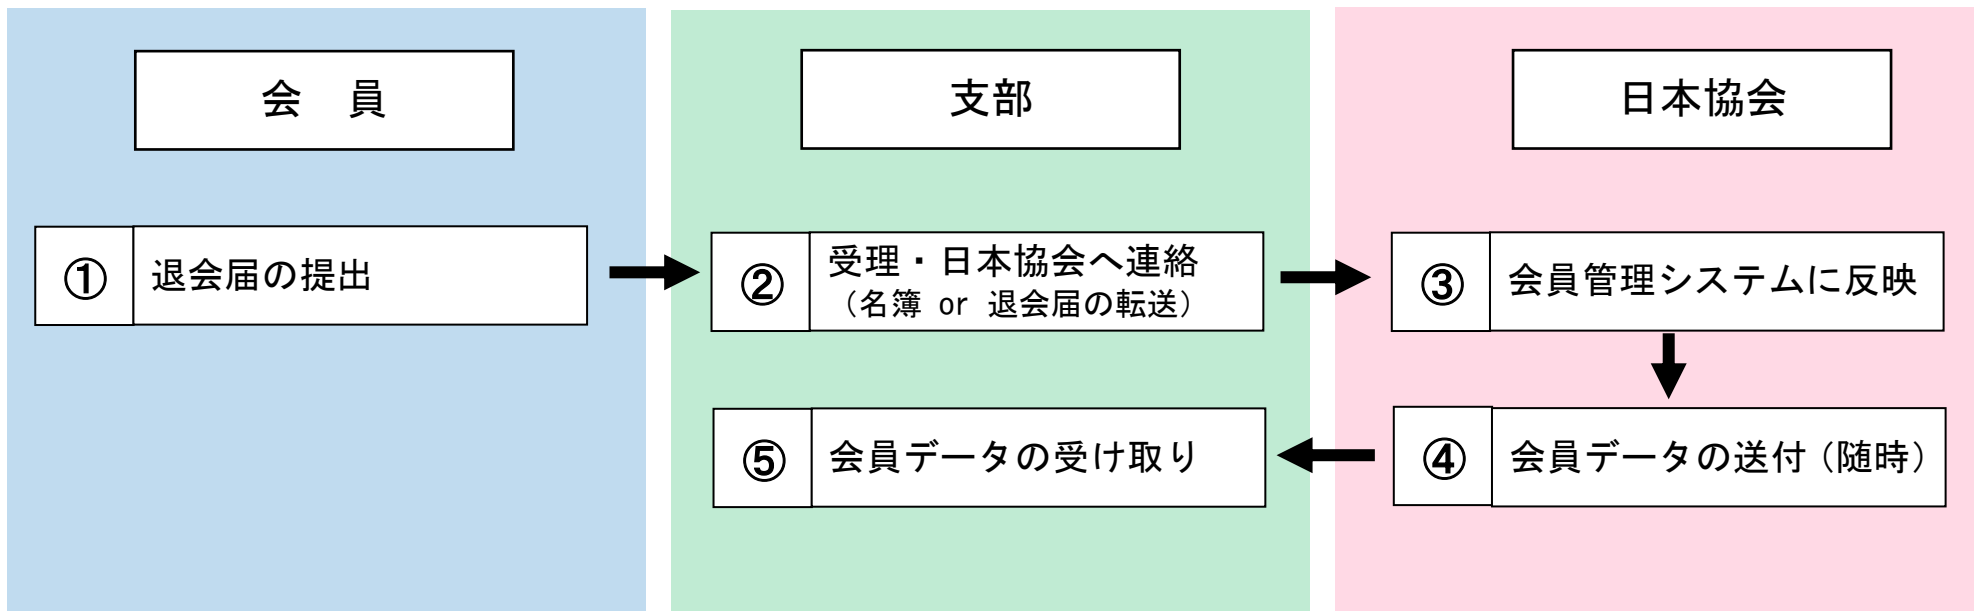 会　員
支部
日本協会
① 退会届の提出
② 受理・日本協会へ連絡
（名簿 or 退会届の転送）
③ 会員管理システムに反映
④ 会員データの送付（随時）
⑤ 会員データの受け取り